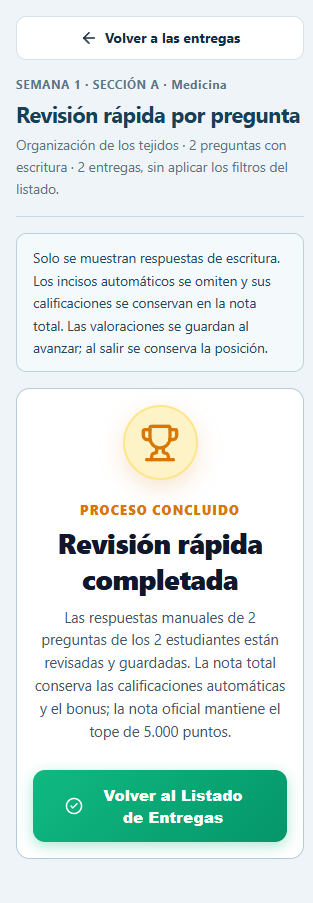 Volver a las entregas
SEMANA 1 · SECCIÓN A · Medicina
Revisión rápida por pregunta
Organización de los tejidos · 2 preguntas con
escritura · 2 entregas, sin aplicar los filtros del
listado.
Solo se muestran respuestas de escritura.
Los incisos automáticos se omiten y sus
calificaciones se conservan en la nota
total. Las valoraciones se guardan al
avanzar; al salir se conserva la posición.
PROCESO CONCLUIDO
Revisión rápida
completada
Las respuestas manuales de 2
preguntas de los 2 estudiantes están
revisadas y guardadas. La nota total
conserva las calificaciones automáticas
y el bonus; la nota oficial mantiene el
tope de 5.000 puntos.
Volver al Listado
de Entregas